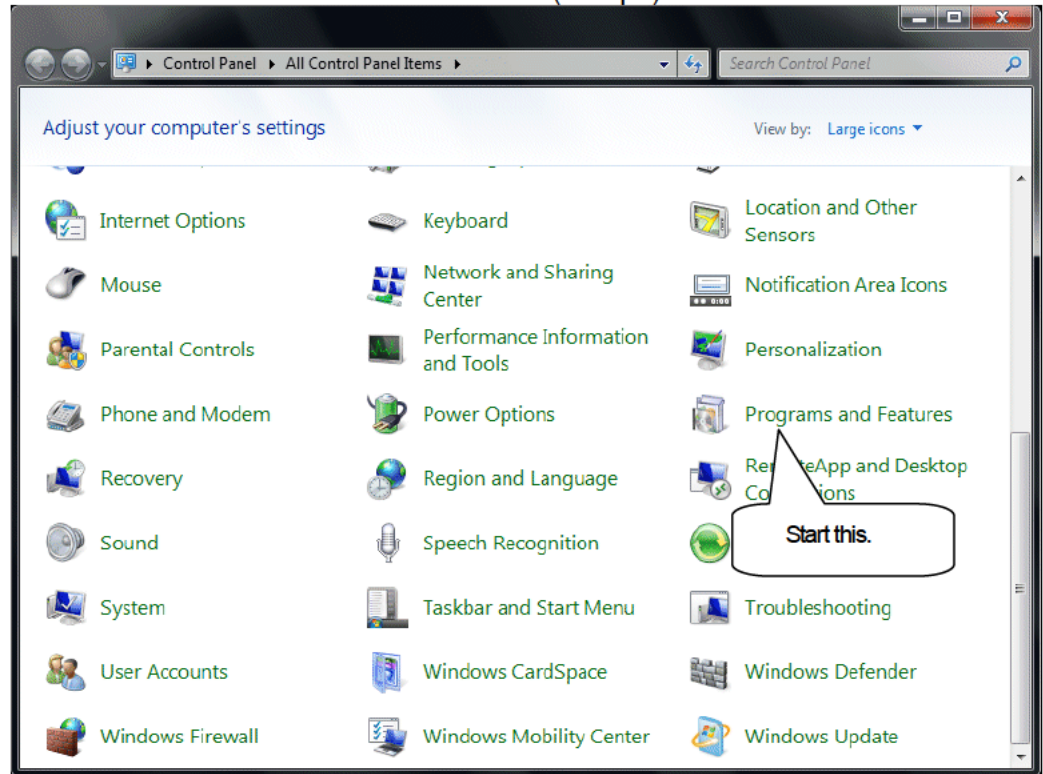 Control Panel ▸ All Control Panel Items ▸
Search Control Panel
Adjust your computer's settings
View by: Large icons
Internet Options
Keyboard
Location and Other
Sensors
Mouse
Network and Sharing
Center
Notification Area Icons
Parental Controls
Performance Information
and Tools
Personalization
Phone and Modem
Power Options
Programs and Features
Recovery
Region and Language
Desktop
and
Start this.
Sound
Speech Recognition
System
Taskbar and Start Menu
Troubleshooting
User Accounts
Windows CardSpace
Windows Defender
Windows Firewall
Windows Mobility Center
Windows Update